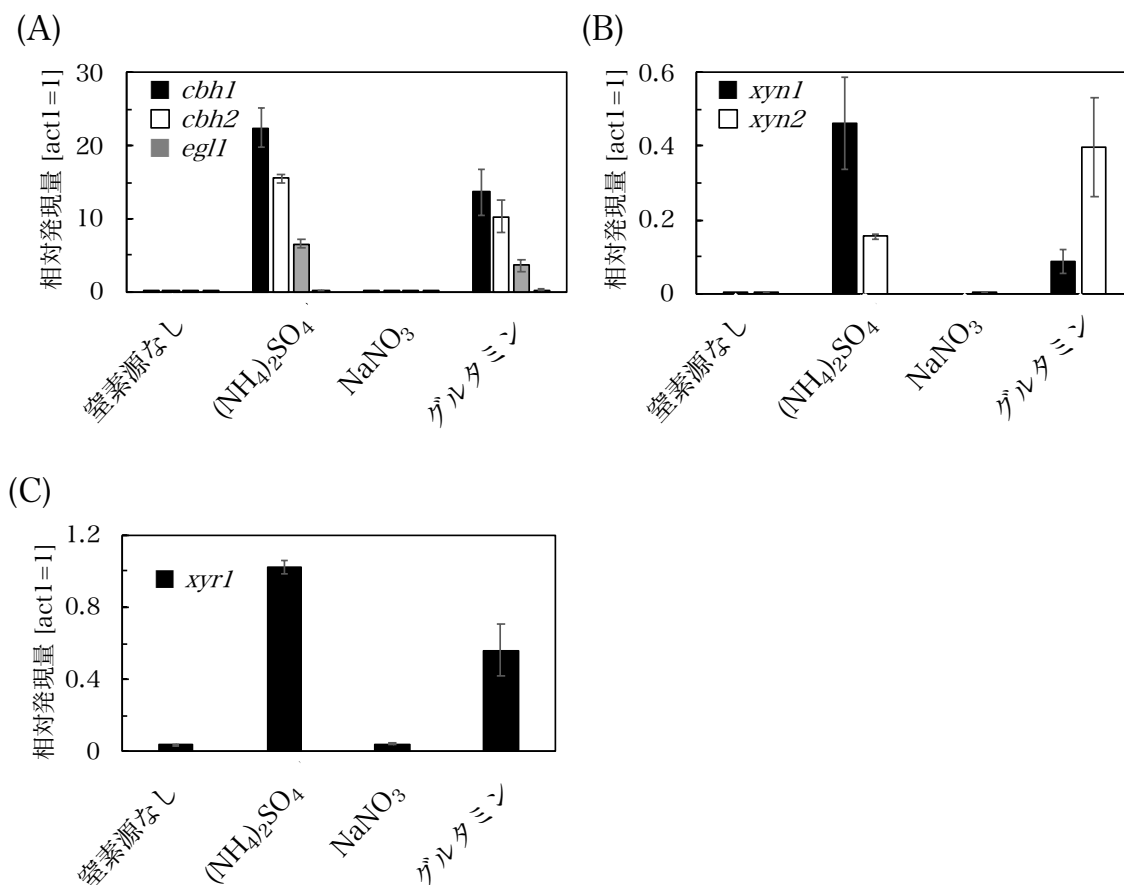 (A)
相対発現量 [act1=1]
30
20
10
0
cbh1
cbh2
egl1
窒素源なし
(NH4)2SO4
NaNO3
グルタミン
(B)
相対発現量 [act1=1]
0.6
0.4
0.2
0
xyn1
xyn2
窒素源なし
(NH4)2SO4
NaNO3
グルタミン
(C)
相対発現量 [act1=1]
1.2
0.8
0.4
0
xyr1
窒素源なし
(NH4)2SO4
NaNO3
グルタミン